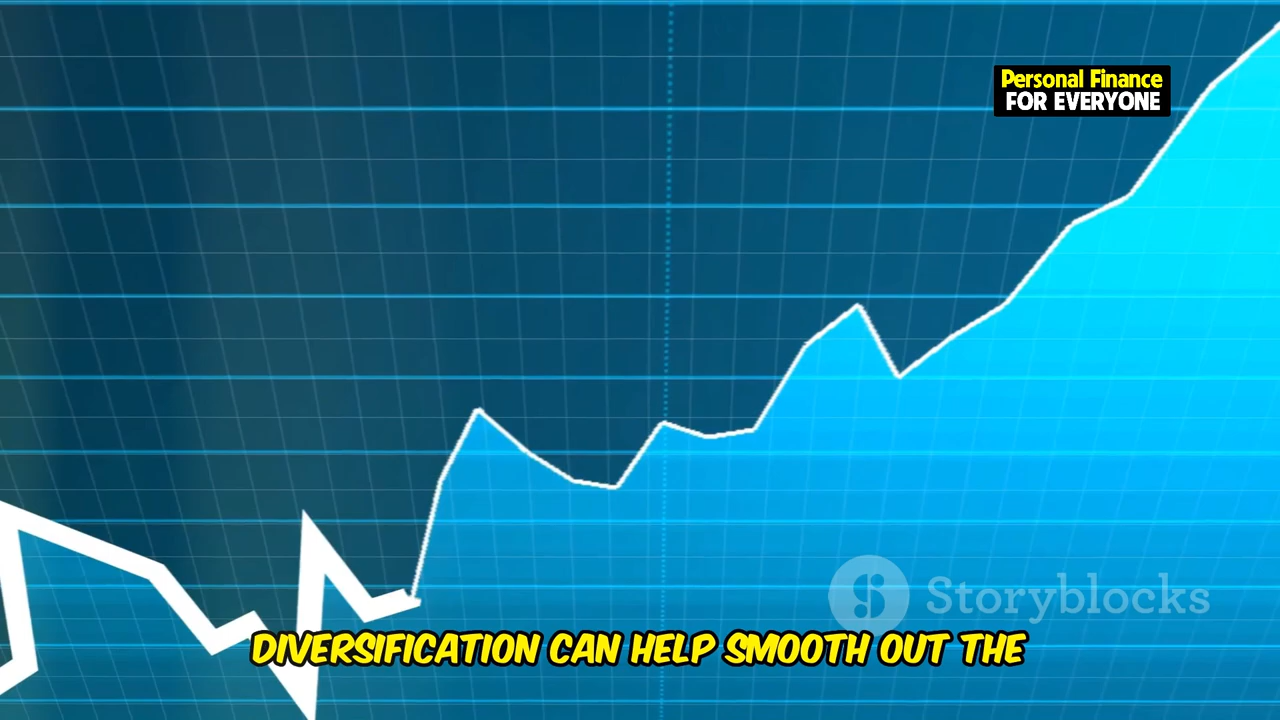 Personal Finance
FOR EVERYONE
Storyblocks
DIVERSIFICATION CAN HELP SMOOTH OUT THE